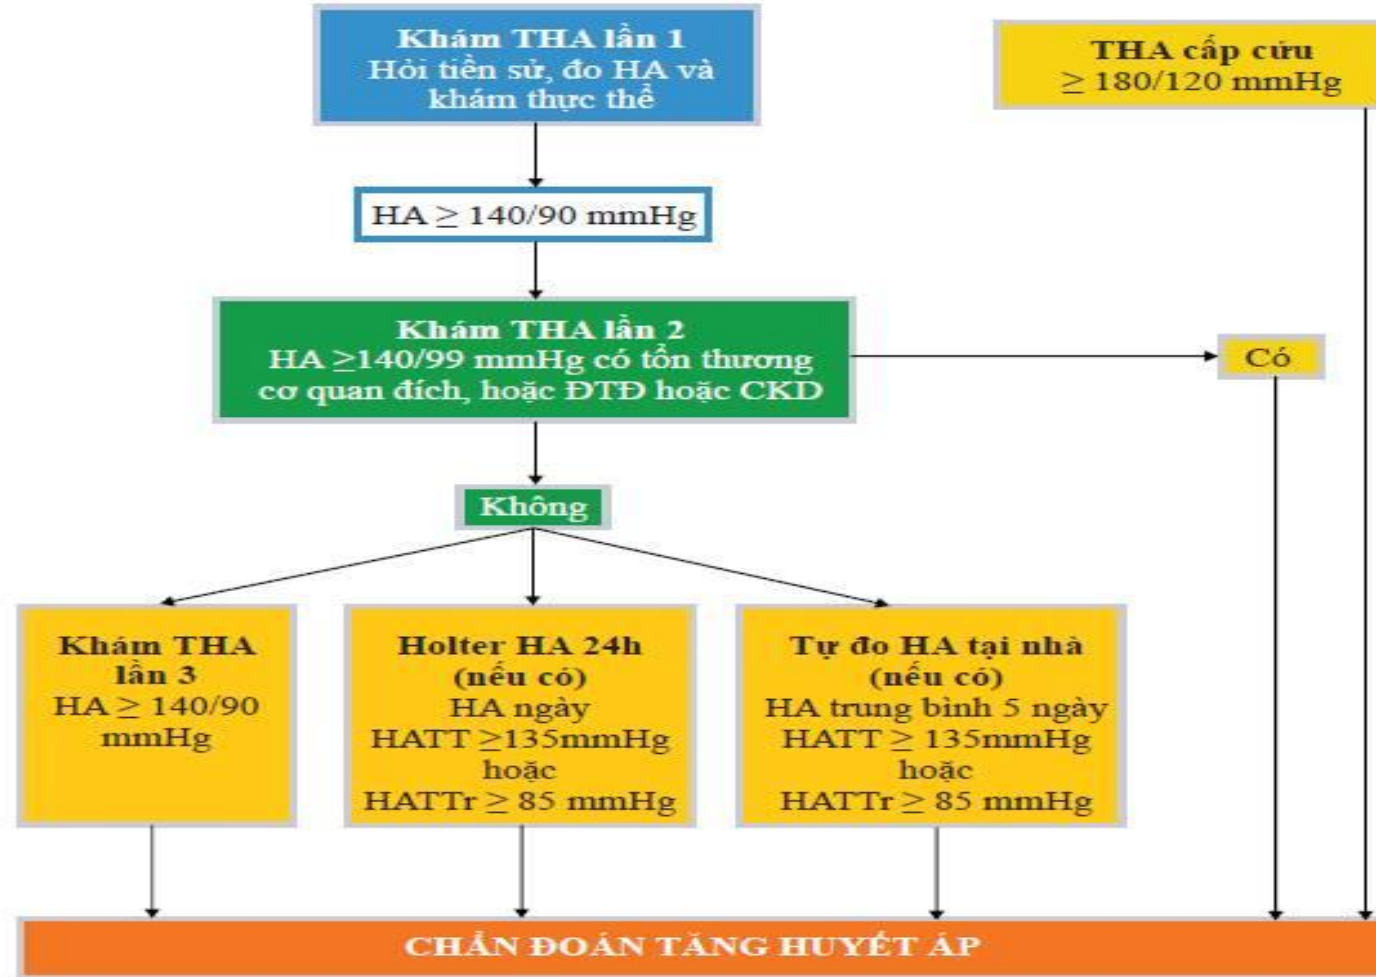 Khám THA lần 1
Hỏi tiền sử, đo HA và
khám thực thể
THA cấp cứu
≥ 180/120 mmHg
HA ≥ 140/90 mmHg
Khám THA lần 2
HA ≥140/99 mmHg có tổn thương
cơ quan đích, hoặc ĐTĐ hoặc CKD
Có
Không
Khám THA
lần 3
HA ≥ 140/90
mmHg
Holter HA 24h
(nếu có)
HA ngày
HATT ≥135mmHg
hoặc
HATTr ≥ 85 mmHg
Tự đo HA tại nhà
(nếu có)
HA trung bình 5 ngày
HATT ≥ 135mmHg
hoặc
HATTr ≥ 85 mmHg
CHẨN ĐOÁN TĂNG HUYẾT ÁP